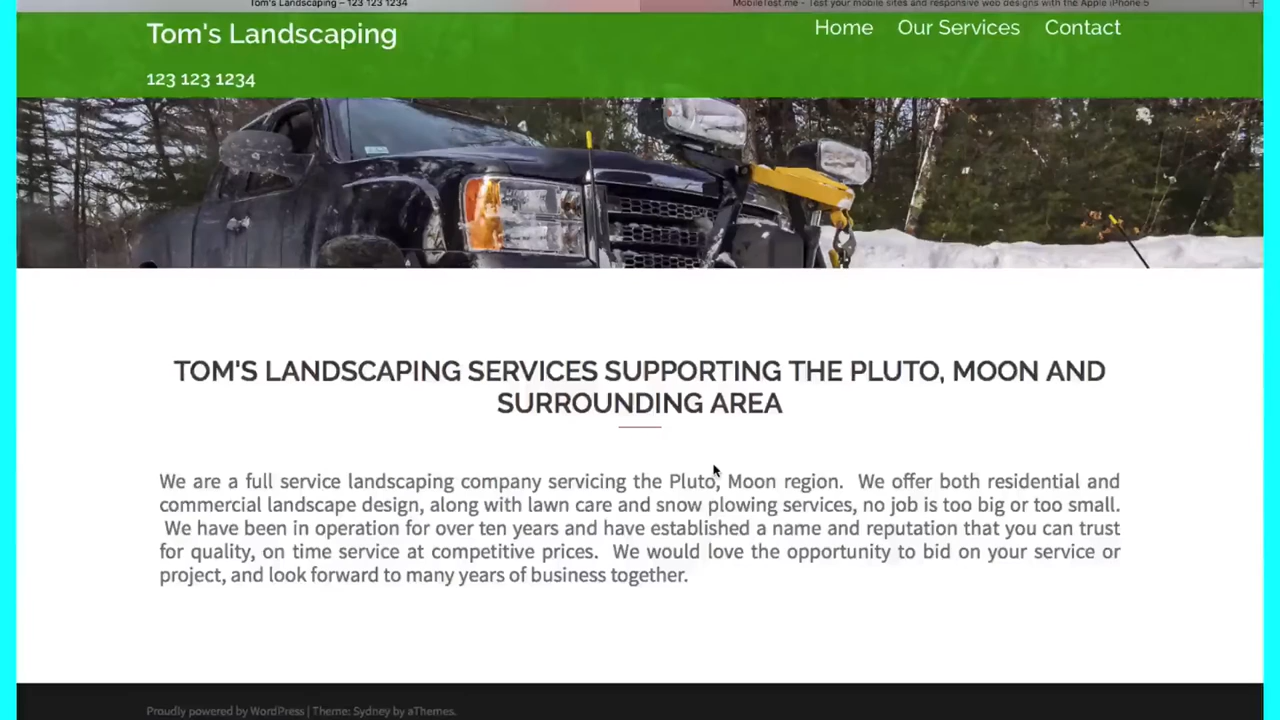 Tom's Landscaping – 123 123 1234
MobileTest.me - Test your mobile sites and responsive web designs with the Apple iPhone 5
Tom's Landscaping
Home Our Services Contact
123 123 1234
TOM'S LANDSCAPING SERVICES SUPPORTING THE PLUTO, MOON AND
SURROUNDING AREA
We are a full service landscaping company servicing the Pluto, Moon region. We offer both residential and
commercial landscape design, along with lawn care and snow plowing services, no job is too big or too small.
We have been in operation for over ten years and have established a name and reputation that you can trust
for quality, on time service at competitive prices. We would love the opportunity to bid on your service or
project, and look forward to many years of business together.
Proudly powered by WordPress | Theme: Sydney by aThemes.